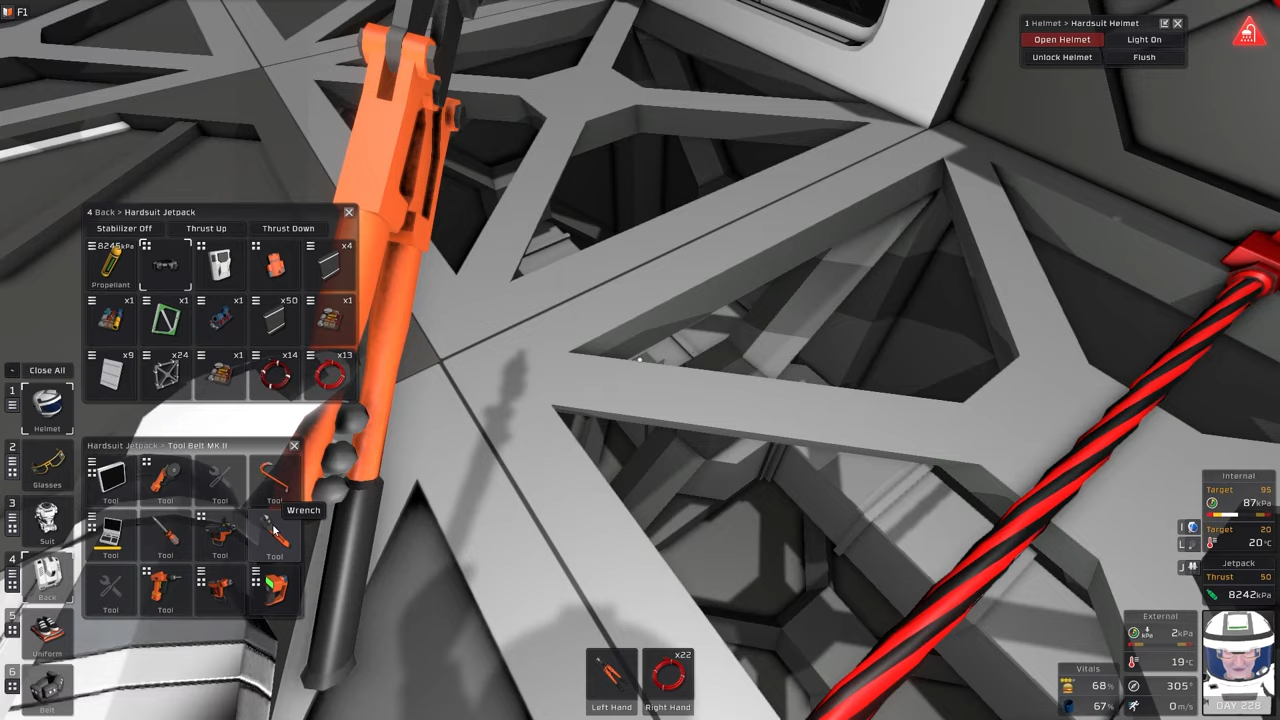 F1
1 Helmet > Hardsuit Helmet
Open Helmet Light On
Unlock Helmet Flush
4 Back > Hardsuit Jetpack
Stabilizer Off Thrust Up Thrust Down
8245kPa x4
Propellant
x1 x1 x1 x50 x1
x9 x24 x1 x14 x13
- Close All
1
Helmet
2
Glasses
3
Suit
4
Back
5
Uniform
6
Belt
Hardsuit Jetpack > Tool Belt MK II
Tool Tool Tool Tool
Wrench
Tool Tool Tool Tool
Tool Tool Tool
x22
Left Hand Right Hand
Internal
Target 95
87kPa
Target 20
20°C
Jetpack
Thrust 50
8242kPa
External
kPa 2kPa
19°C
305°
0m/s
Vitals
68%
67%
DAY 228
I
L
J